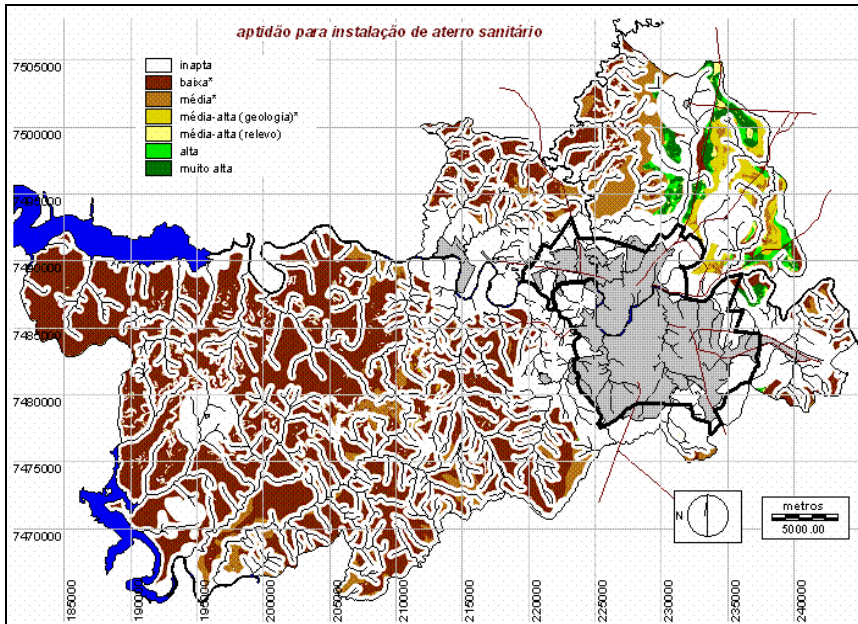 aptidão para instalação de aterro sanitário
inapta
baixa*
média*
média-alta (geologia)*
média-alta (relevo)
alta
muito alta
7505000
7500000
7495000
7490000
7485000
7480000
7475000
7470000
185000
190000
195000
200000
205000
210000
215000
220000
225000
230000
235000
240000
N
metros
5000.00